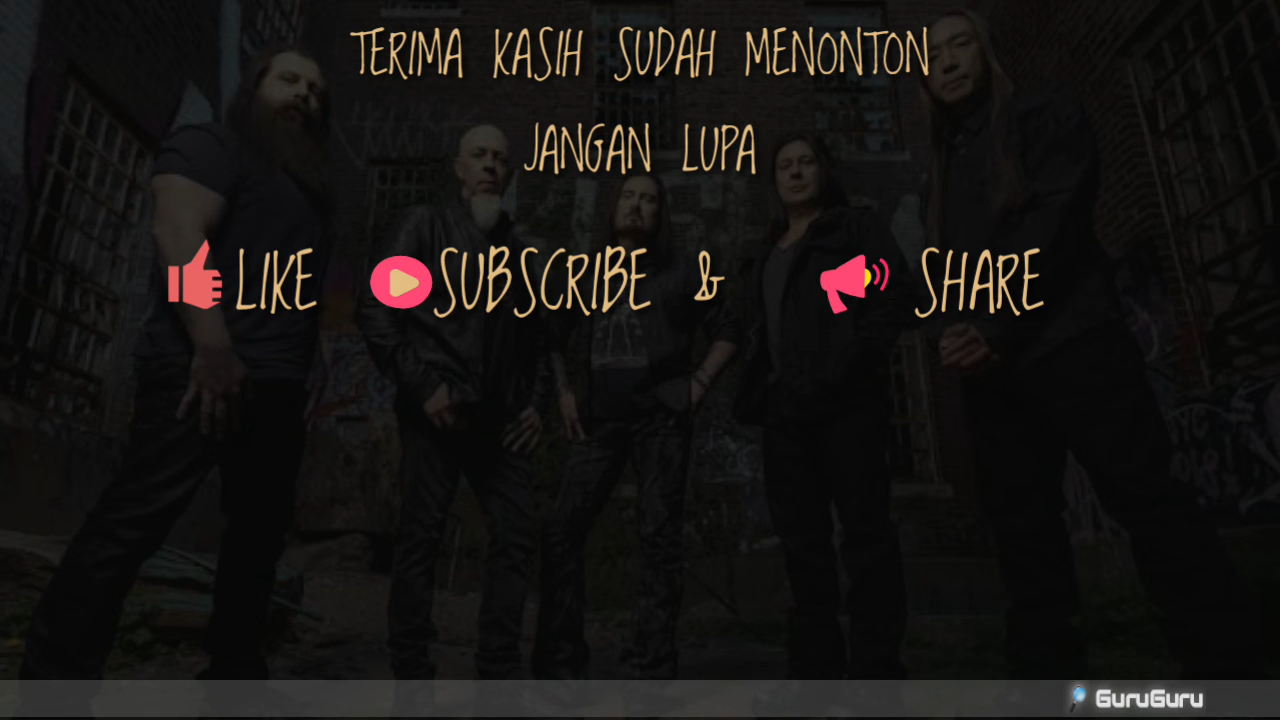 TERIMA KASIH SUDAH MENONTON
JANGAN LUPA
LIKE SUBSCRIBE & SHARE
GuruGuru